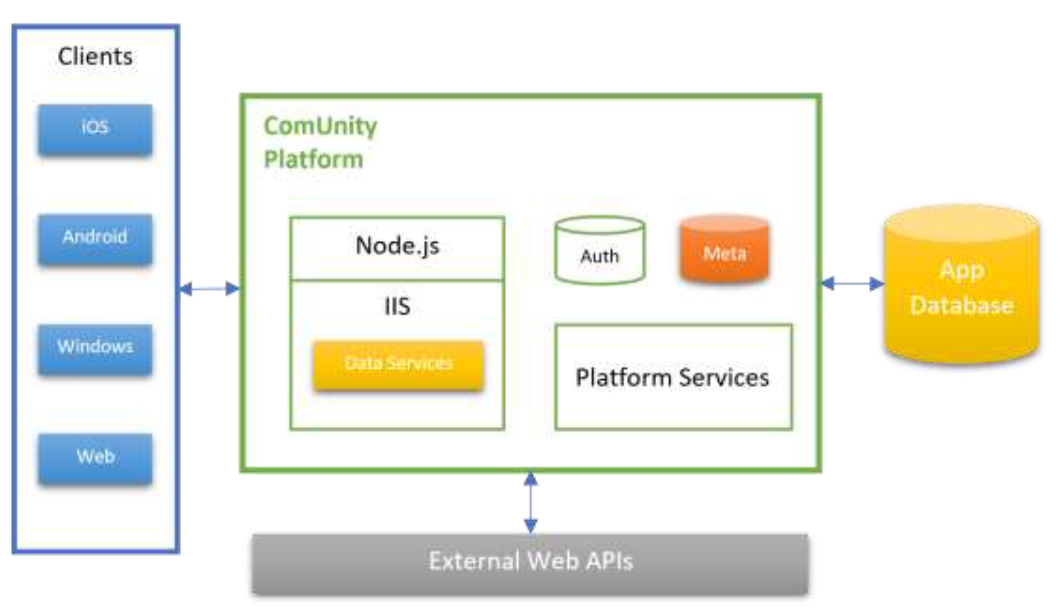 Clients
iOS
Android
Windows
Web
ComUnity
Platform
Node.js
IIS
Data Services
Auth
Meta
Platform Services
App
Database
External Web APIs